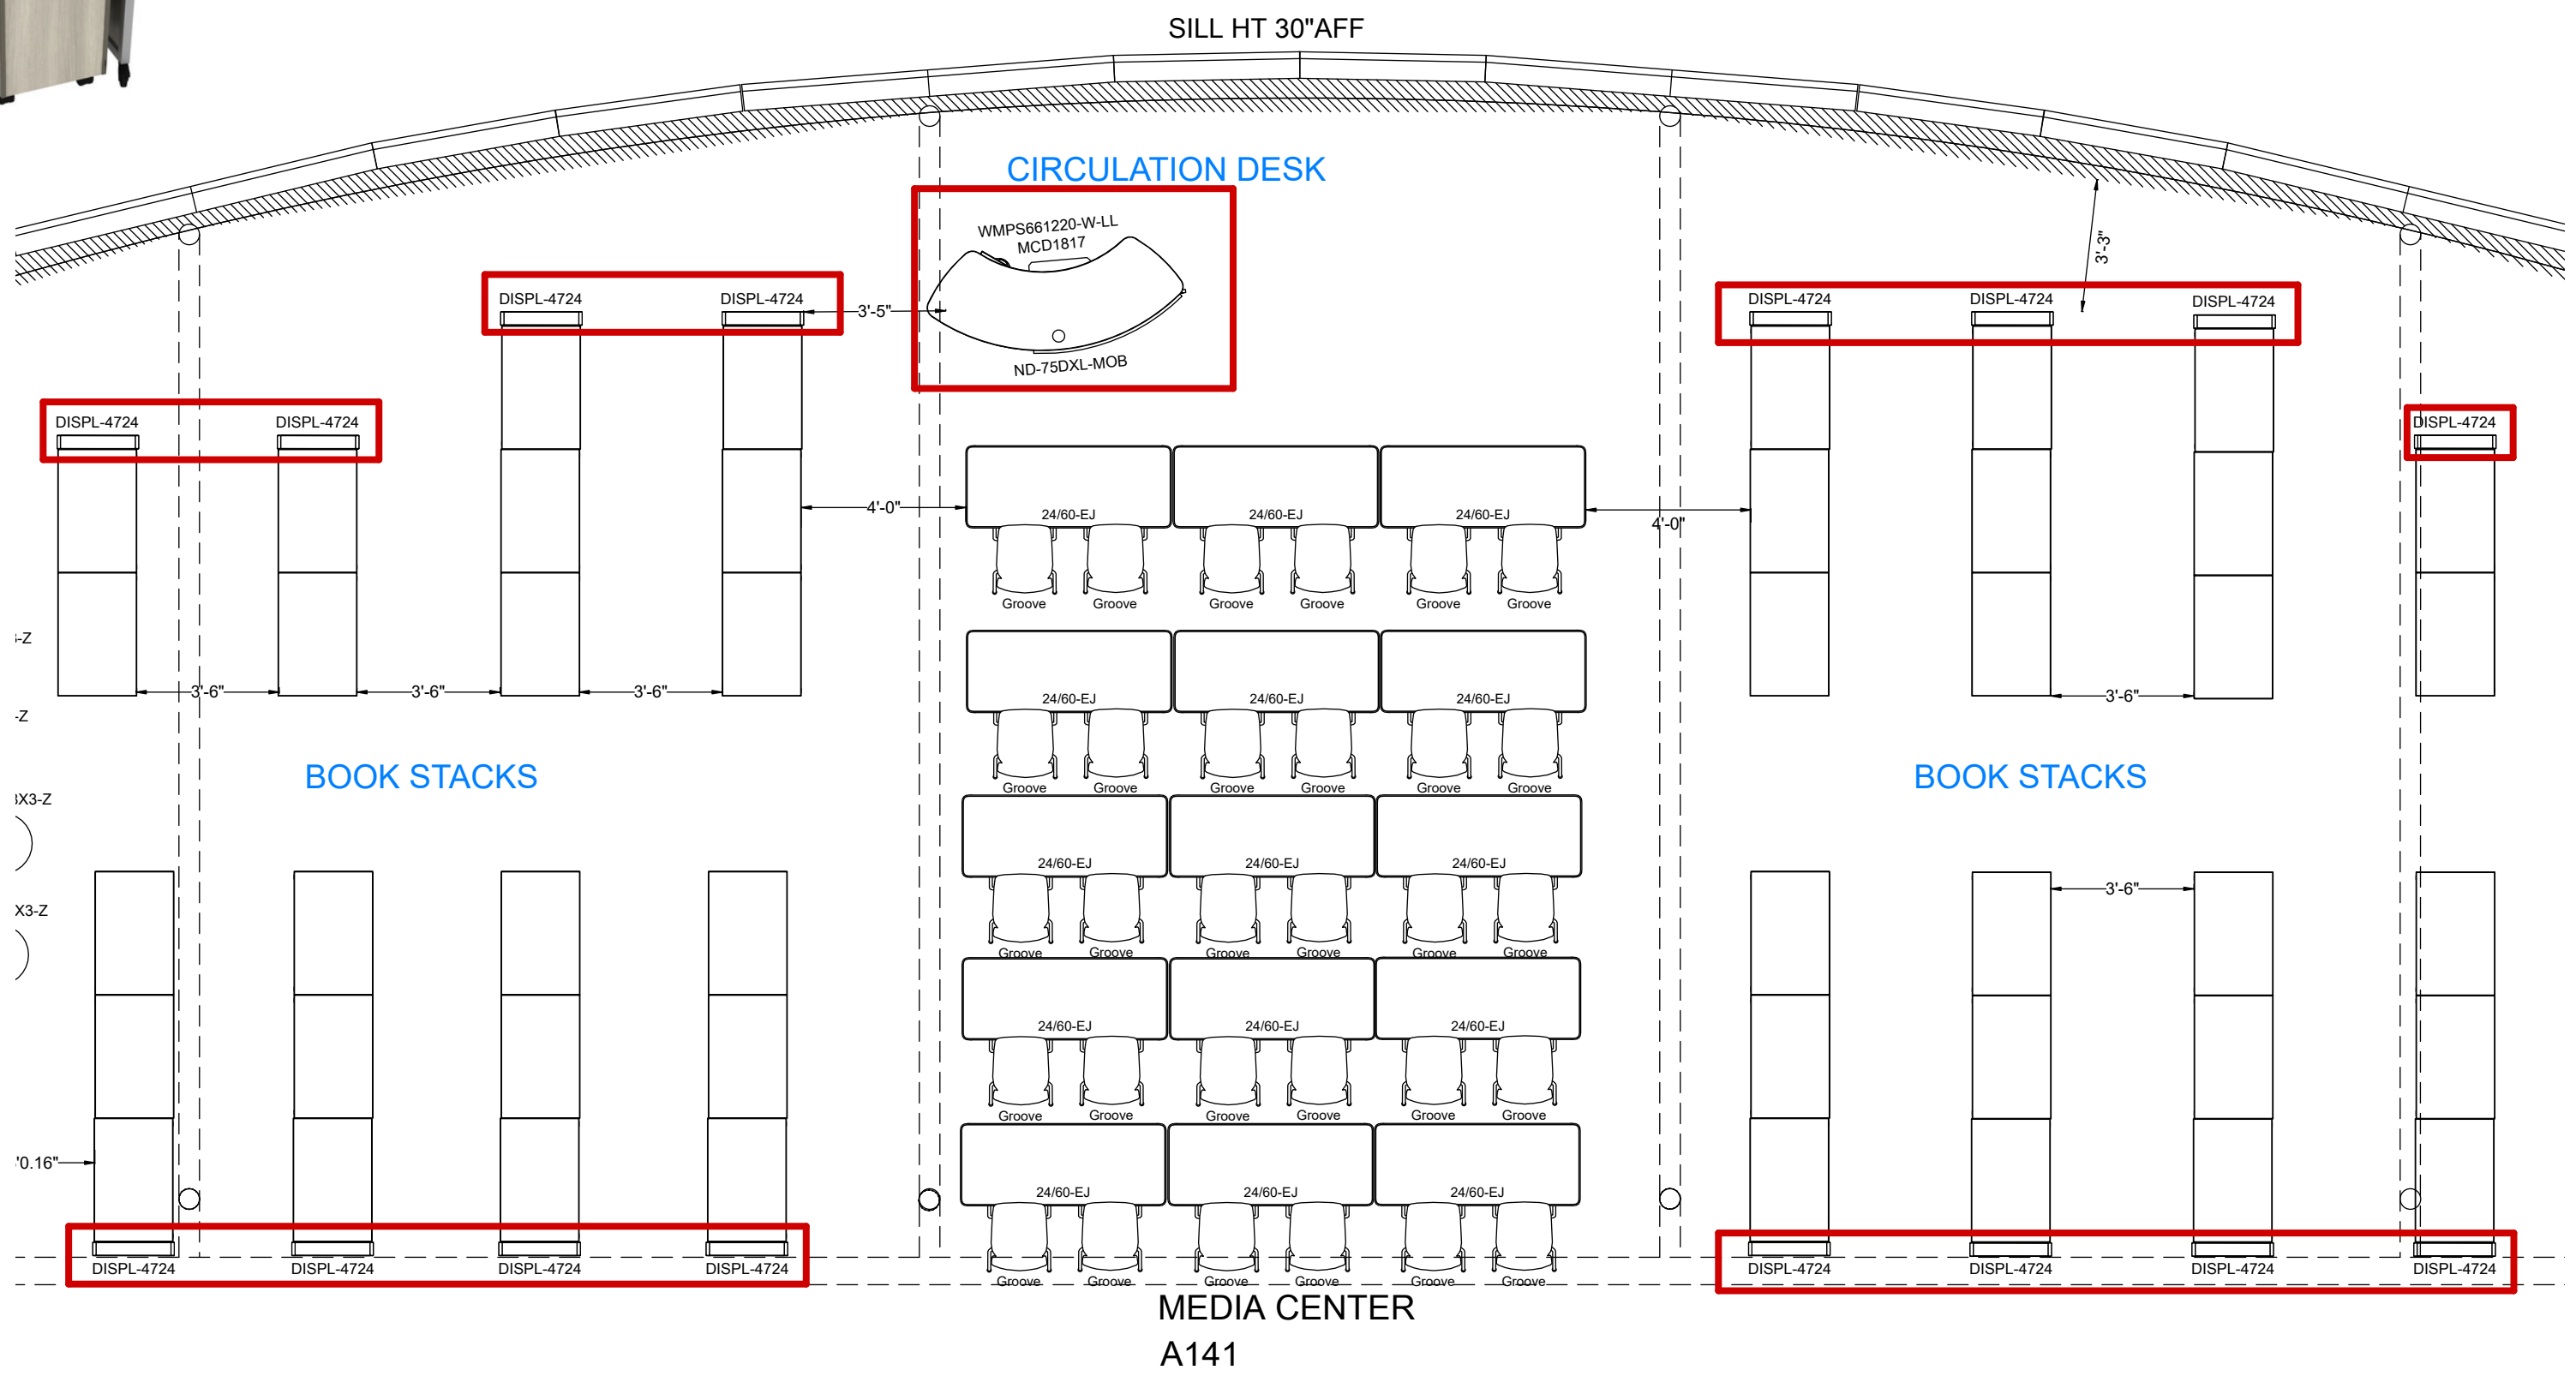 SILL HT 30"AFF
CIRCULATION DESK
WMPS661220-W-LL
MCD1817
3'-3"
DISPL-4724 DISPL-4724 3'-5" DISPL-4724 DISPL-4724 DISPL-4724
ND-75DXL-MOB
DISPL-4724 DISPL-4724 DISPL-4724
4'-0" 24/60-EJ 24/60-EJ 24/60-EJ 4'-0"
Groove Groove Groove Groove Groove Groove
-Z
3'-6" 3'-6" 3'-6" 24/60-EJ 24/60-EJ 24/60-EJ 3'-6"
-Z
BOOK STACKS BOOK STACKS
Groove Groove Groove Groove Groove Groove
X3-Z
24/60-EJ 24/60-EJ 24/60-EJ 3'-6"
X3-Z
Groove Groove Groove Groove Groove Groove
24/60-EJ 24/60-EJ 24/60-EJ
Groove Groove Groove Groove Groove Groove
'0.16"
24/60-EJ 24/60-EJ 24/60-EJ
DISPL-4724 DISPL-4724 DISPL-4724 DISPL-4724 DISPL-4724 DISPL-4724 DISPL-4724 DISPL-4724
Groove Groove Groove Groove Groove Groove
MEDIA CENTER
A141